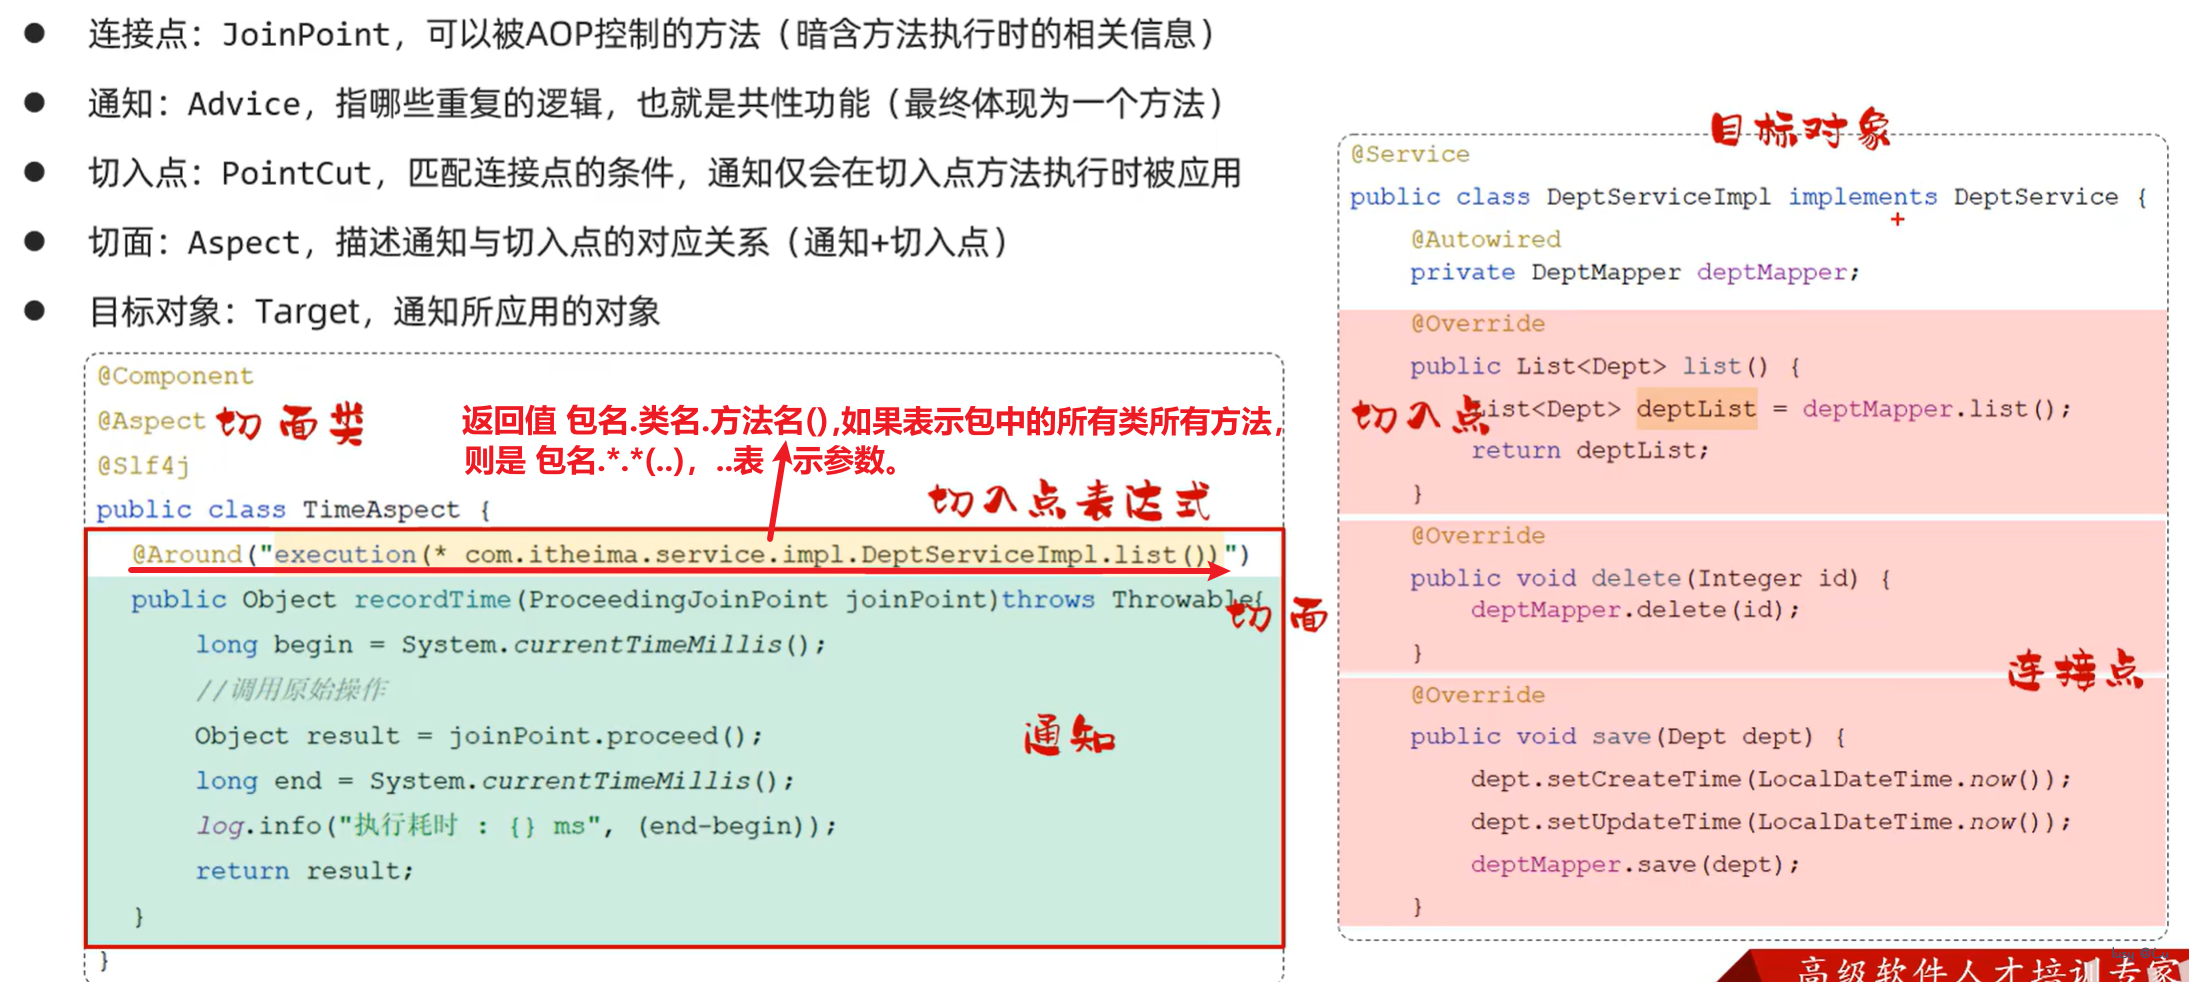 ● 连接点：JoinPoint，可以被AOP控制的方法（暗含方法执行时的相关信息）
● 通知：Advice，指哪些重复的逻辑，也就是共性功能（最终体现为一个方法）
● 切入点：PointCut，匹配连接点的条件，通知仅会在切入点方法执行时被应用
● 切面：Aspect，描述通知与切入点的对应关系（通知+切入点）
● 目标对象：Target，通知所应用的对象
@Component
@Aspect 切面类
@Slf4j
public class TimeAspect {
返回值 包名.类名.方法名(),如果表示包中的所有类所有方法，
则是 包名.*.*(..)，..表 示参数。
切入点表达式
@Around("execution(* com.itheima.service.impl.DeptServiceImpl.list())")
public Object recordTime(ProceedingJoinPoint joinPoint)throws Throwable{
切面
long begin = System.currentTimeMillis();
//调用原始操作
Object result = joinPoint.proceed();
通知
long end = System.currentTimeMillis();
log.info("执行耗时 : {} ms", (end-begin));
return result;
}
}
目标对象
@Service
public class DeptServiceImpl implements DeptService {
@Autowired
private DeptMapper deptMapper;
@Override
public List<Dept> list() {
切入点
List<Dept> deptList = deptMapper.list();
return deptList;
}
@Override
public void delete(Integer id) {
deptMapper.delete(id);
}
连接点
@Override
public void save(Dept dept) {
dept.setCreateTime(LocalDateTime.now());
dept.setUpdateTime(LocalDateTime.now());
deptMapper.save(dept);
}
高级软件人才培训专家